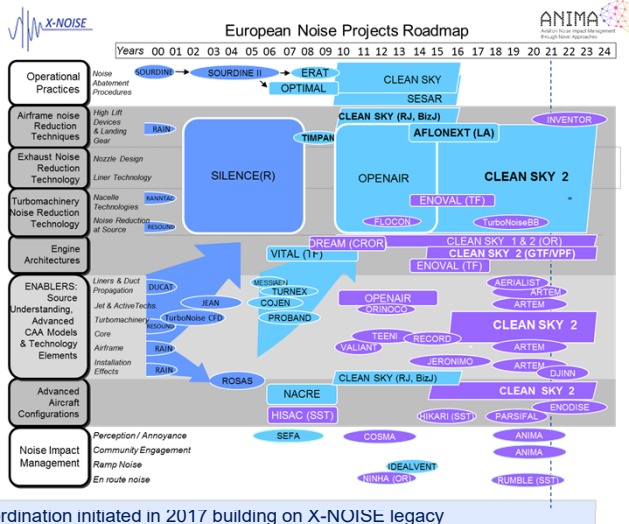 X-NOISE
European Noise Projects Roadmap
ANIMA
Aviation Noise Impact Management
through Novel Approaches
Years 00 01 02 03 04 05 06 07 08 09 10 11 12 13 14 15 16 17 18 19 20 21 22 23 24
Operational
Practices
Noise
Abatement
Procedures
SOURDINE
SOURDINE II
ERAT
OPTIMAL
CLEAN SKY
SESAR
Airframe noise
Reduction
Techniques
High Lift
Devices
& Landing
Gear
RAIN
TIMPAN
CLEAN SKY (RJ, BizJ)
AFLONEXT (LA)
INVENTOR
Exhaust Noise
Reduction
Technology
Nozzle Design
Liner Technology
SILENCE(R)
OPENAIR
CLEAN SKY 2
Turbomachinery
Noise Reduction
Technology
Nacelle
Technologies
Noise Reduction
at Source
RANNTAC
RESOUND
ENOVAL (TF)
FLOCON
TurboNoiseBB
Engine
Architectures
DREAM (CROR)
VITAL (TF)
CLEAN SKY 1 & 2 (OR)
CLEAN SKY 2 (GTF/VPF)
ENOVAL (TF)
ENABLERS:
Source
Understanding,
Advanced
CAA Models
& Technology
Elements
Liners & Duct
Propagation
Jet & ActiveTechs.
Turbomachinery
Core
Airframe
Installation
Effects
DUCAT
JEAN
TurboNoise CFD
RESOUND
RAIN
RAIN
ROSAS
MESSIAEN
TURNEX
COJEN
PROBAND
OPENAIR
ORINOCO
TEENI
VALIANT
RECORD
JERONIMO
AERIALIST
ARTEM
ARTEM
CLEAN SKY 2
ARTEM
ARTEM
DJINN
Advanced
Aircraft
Configurations
NACRE
HISAC (SST)
CLEAN SKY (RJ, BizJ)
CLEAN SKY 2
HIKARI (SST)
PARSIFAL
ENODISE
Noise Impact
Management
Perception / Annoyance
Community Engagement
Ramp Noise
En route noise
SEFA
COSMA
IDEALVENT
NINHA (OR)
ANIMA
ANIMA
RUMBLE (SST)
ordination initiated in 2017 building on X-NOISE legacy